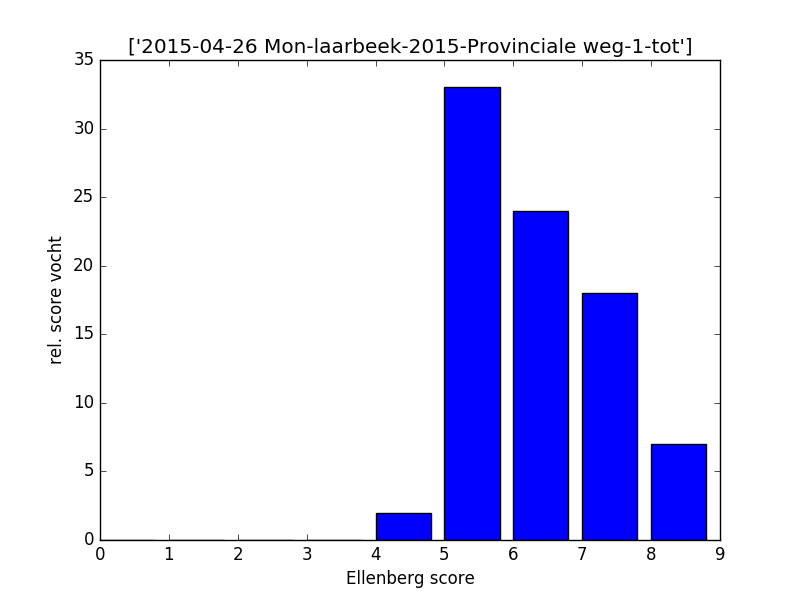 ['2015-04-26 Mon-laarbeek-2015-Provinciale weg-1-tot']
35
30
25
20
15
10
5
0
rel. score vocht
0 1 2 3 4 5 6 7 8 9
Ellenberg score